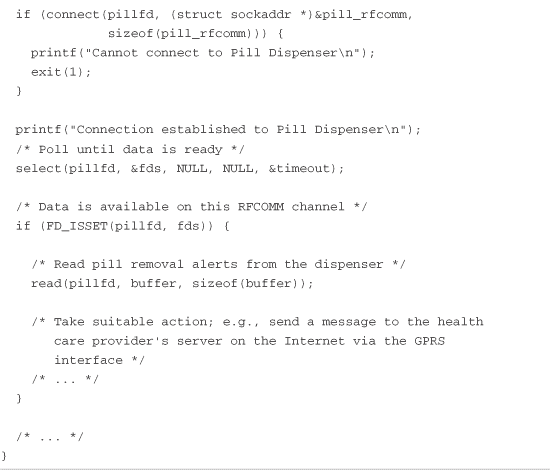 if (connect(pillfd, (struct sockaddr *)&pill_rfcomm,
sizeof(pill_rfcomm))) {
printf("Cannot connect to Pill Dispenser\n");
exit(1);
}
printf("Connection established to Pill Dispenser\n");
/* Poll until data is ready */
select(pillfd, &fds, NULL, NULL, &timeout);
/* Data is available on this RFCOMM channel */
if (FD_ISSET(pillfd, fds)) {
/* Read pill removal alerts from the dispenser */
read(pillfd, buffer, sizeof(buffer));
/* Take suitable action; e.g., send a message to the health
care provider's server on the Internet via the GPRS
interface */
/* ... */
}
/* ... */
}